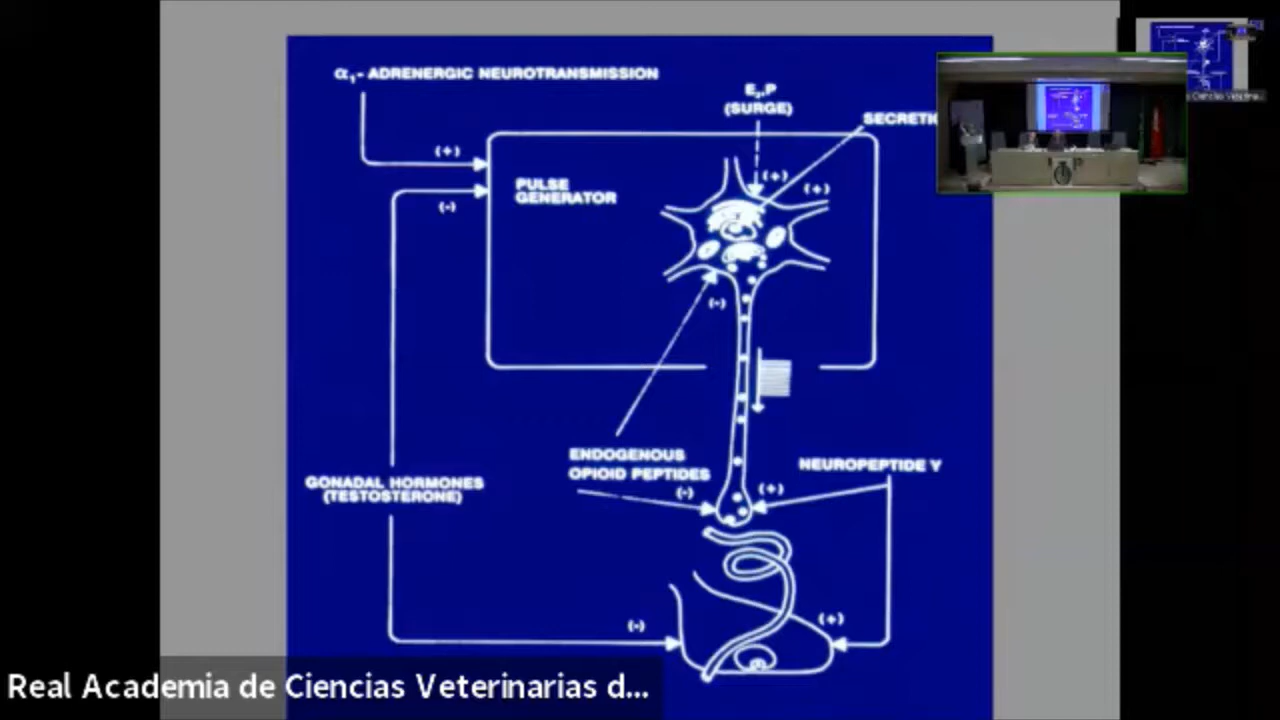 α₁- ADRENERGIC NEUROTRANSMISSION
E₂,P
(SURGE)
(+)
(+)
(+)
PULSE
GENERATOR
(-)
(-)
ENDOGENOUS
OPIOID PEPTIDES
(-)
NEUROPEPTIDE Y
(+)
GONADAL HORMONES
(TESTOSTERONE)
(-)
(+)
Real Academia de Ciencias Veterinarias d...